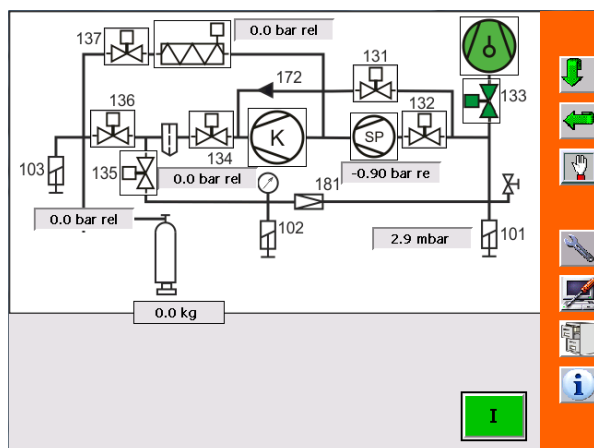 137
0.0 bar rel
131
172
133
136
132
K
SP
134
103
135
0.0 bar rel
-0.90 bar re
181
0.0 bar rel
102
2.9 mbar
101
0.0 kg
I